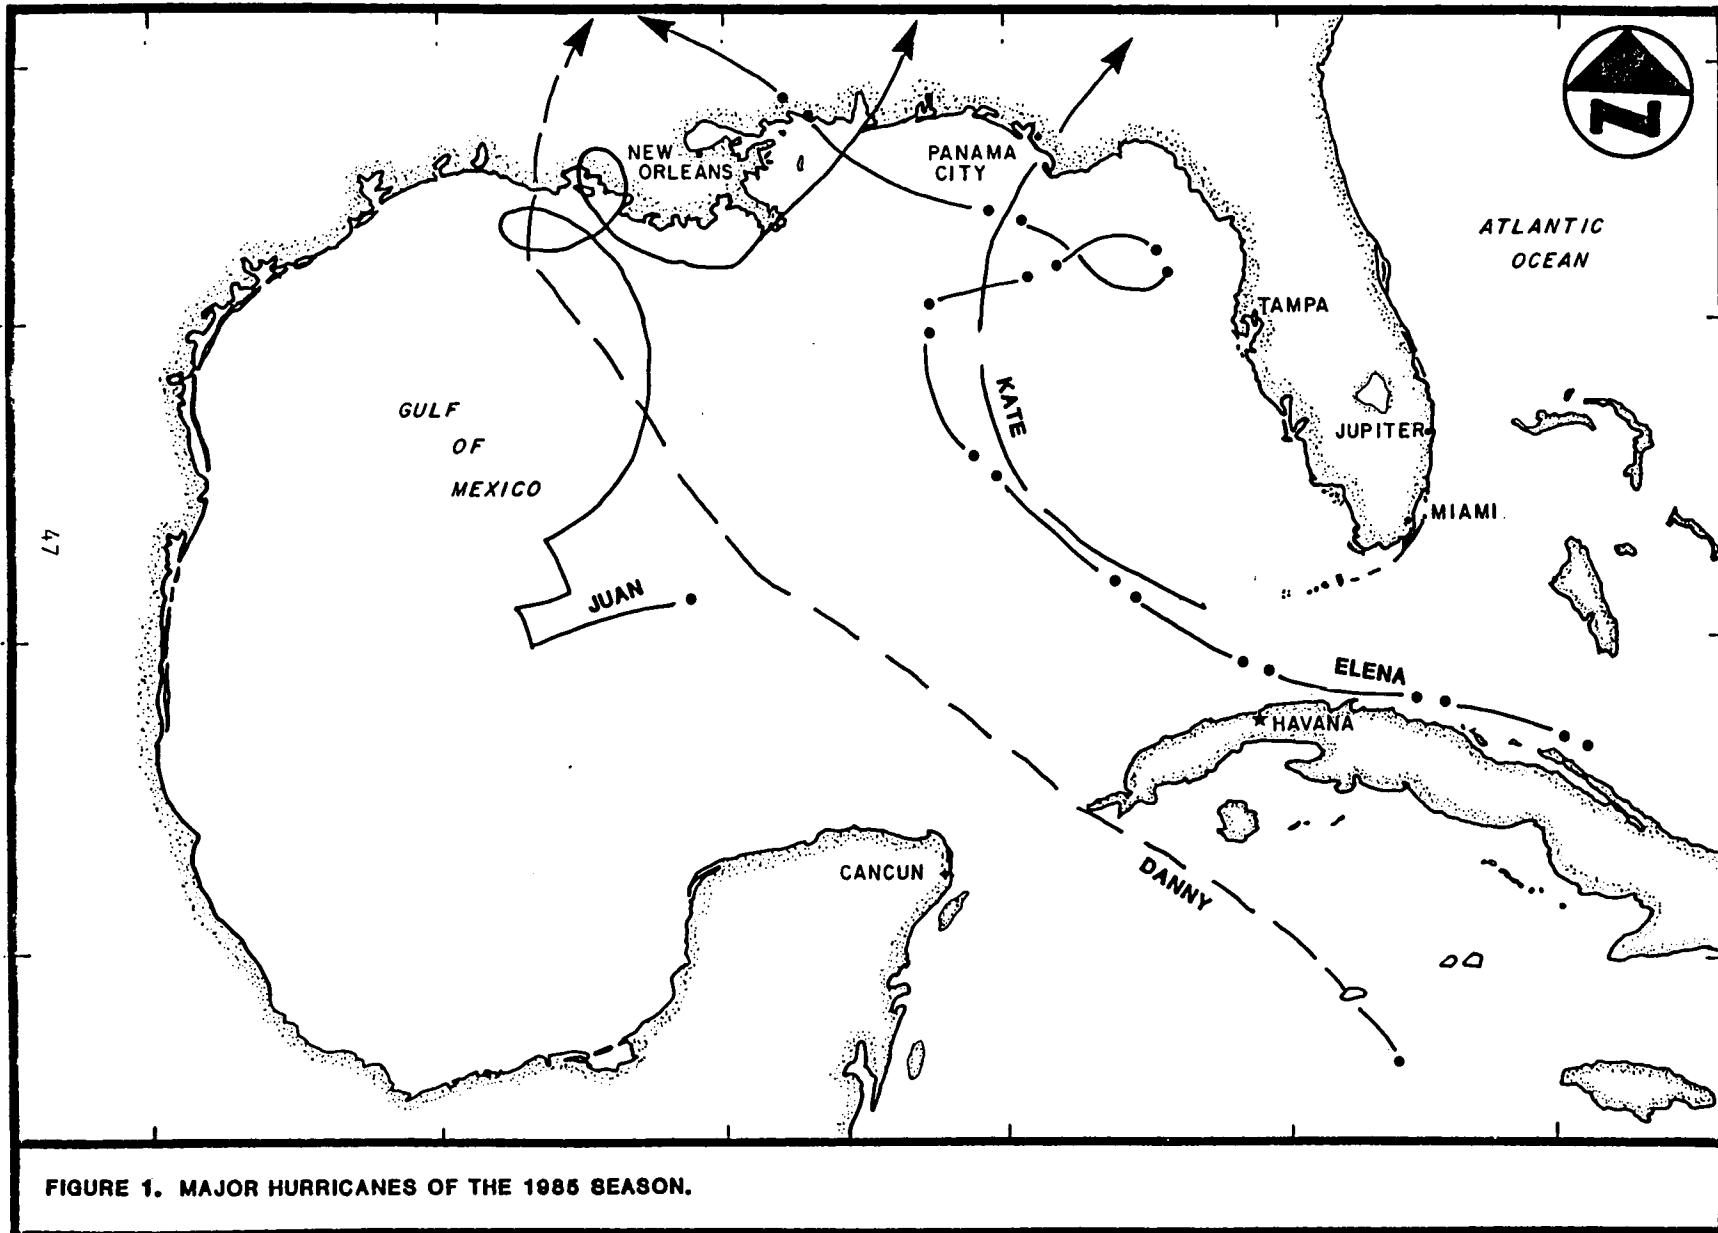 N
NEW
ORLEANS
PANAMA
CITY
ATLANTIC
OCEAN
TAMPA
GULF
OF
MEXICO
KATE
JUPITER
MIAMI
47
JUAN
ELENA
HAVANA
CANCUN
DANNY
FIGURE 1. MAJOR HURRICANES OF THE 1985 SEASON.